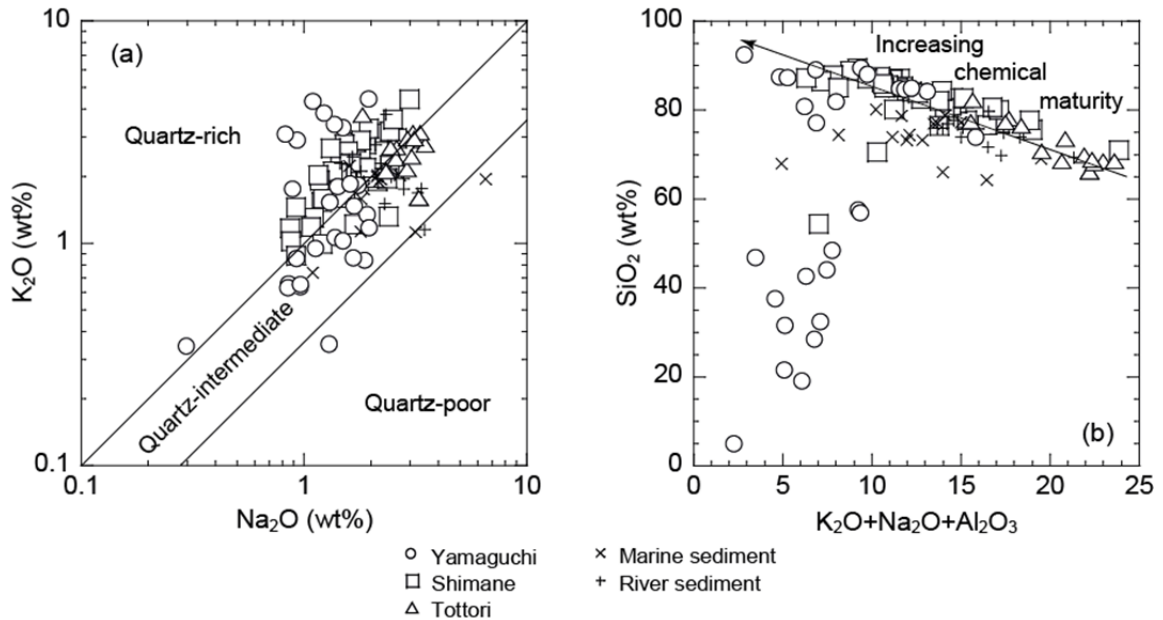 (a)
Quartz-rich
Quartz-intermediate
Quartz-poor
K₂O (wt%)
10
1
0.1
0.1
1
10
Na₂O (wt%)
Increasing
chemical
maturity
(b)
SiO₂ (wt%)
100
80
60
40
20
0
0
5
10
15
20
25
K₂O+Na₂O+Al₂O₃
Yamaguchi
Shimane
Tottori
Marine sediment
River sediment